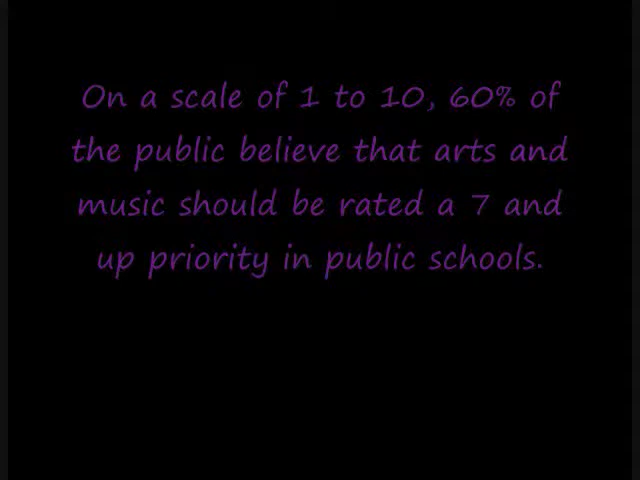 On a scale of 1 to 10, 60% of
the public believe that arts and
music should be rated a 7 and
up priority in public schools.